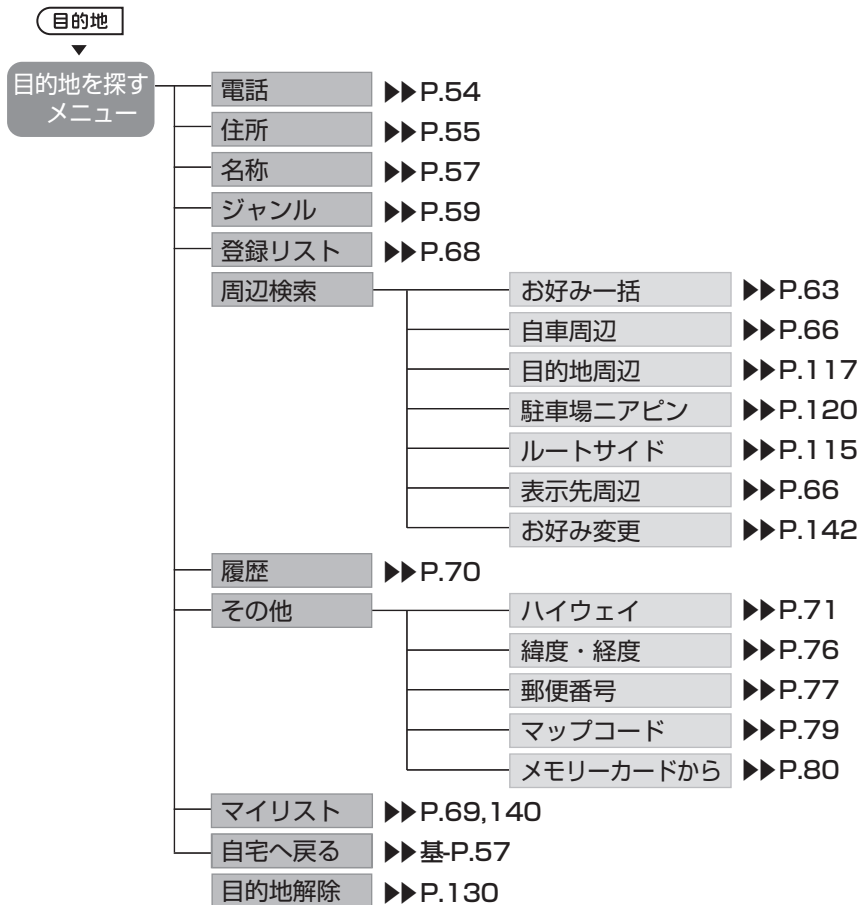 目的地
▼
目的地を探す
メニュー
電話 ▶▶P.54
住所 ▶▶P.55
名称 ▶▶P.57
ジャンル ▶▶P.59
登録リスト ▶▶P.68
周辺検索
お好み一括 ▶▶P.63
自車周辺 ▶▶P.66
目的地周辺 ▶▶P.117
駐車場ニアピン ▶▶P.120
ルートサイド ▶▶P.115
表示先周辺 ▶▶P.66
お好み変更 ▶▶P.142
履歴 ▶▶P.70
その他
ハイウェイ ▶▶P.71
緯度・経度 ▶▶P.76
郵便番号 ▶▶P.77
マップコード ▶▶P.79
メモリーカードから ▶▶P.80
マイリスト ▶▶P.69,140
自宅へ戻る ▶▶基-P.57
目的地解除 ▶▶P.130